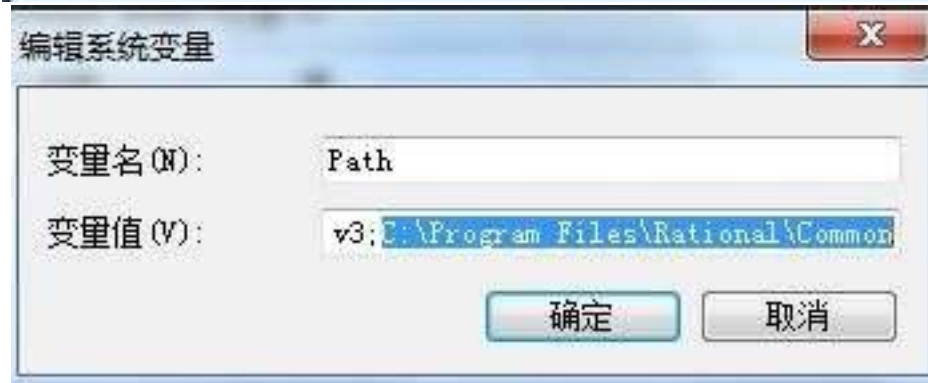 编辑系统变量
变量名(N): Path
变量值(V): v3;C:\Program Files\Rational\Common
确定 取消